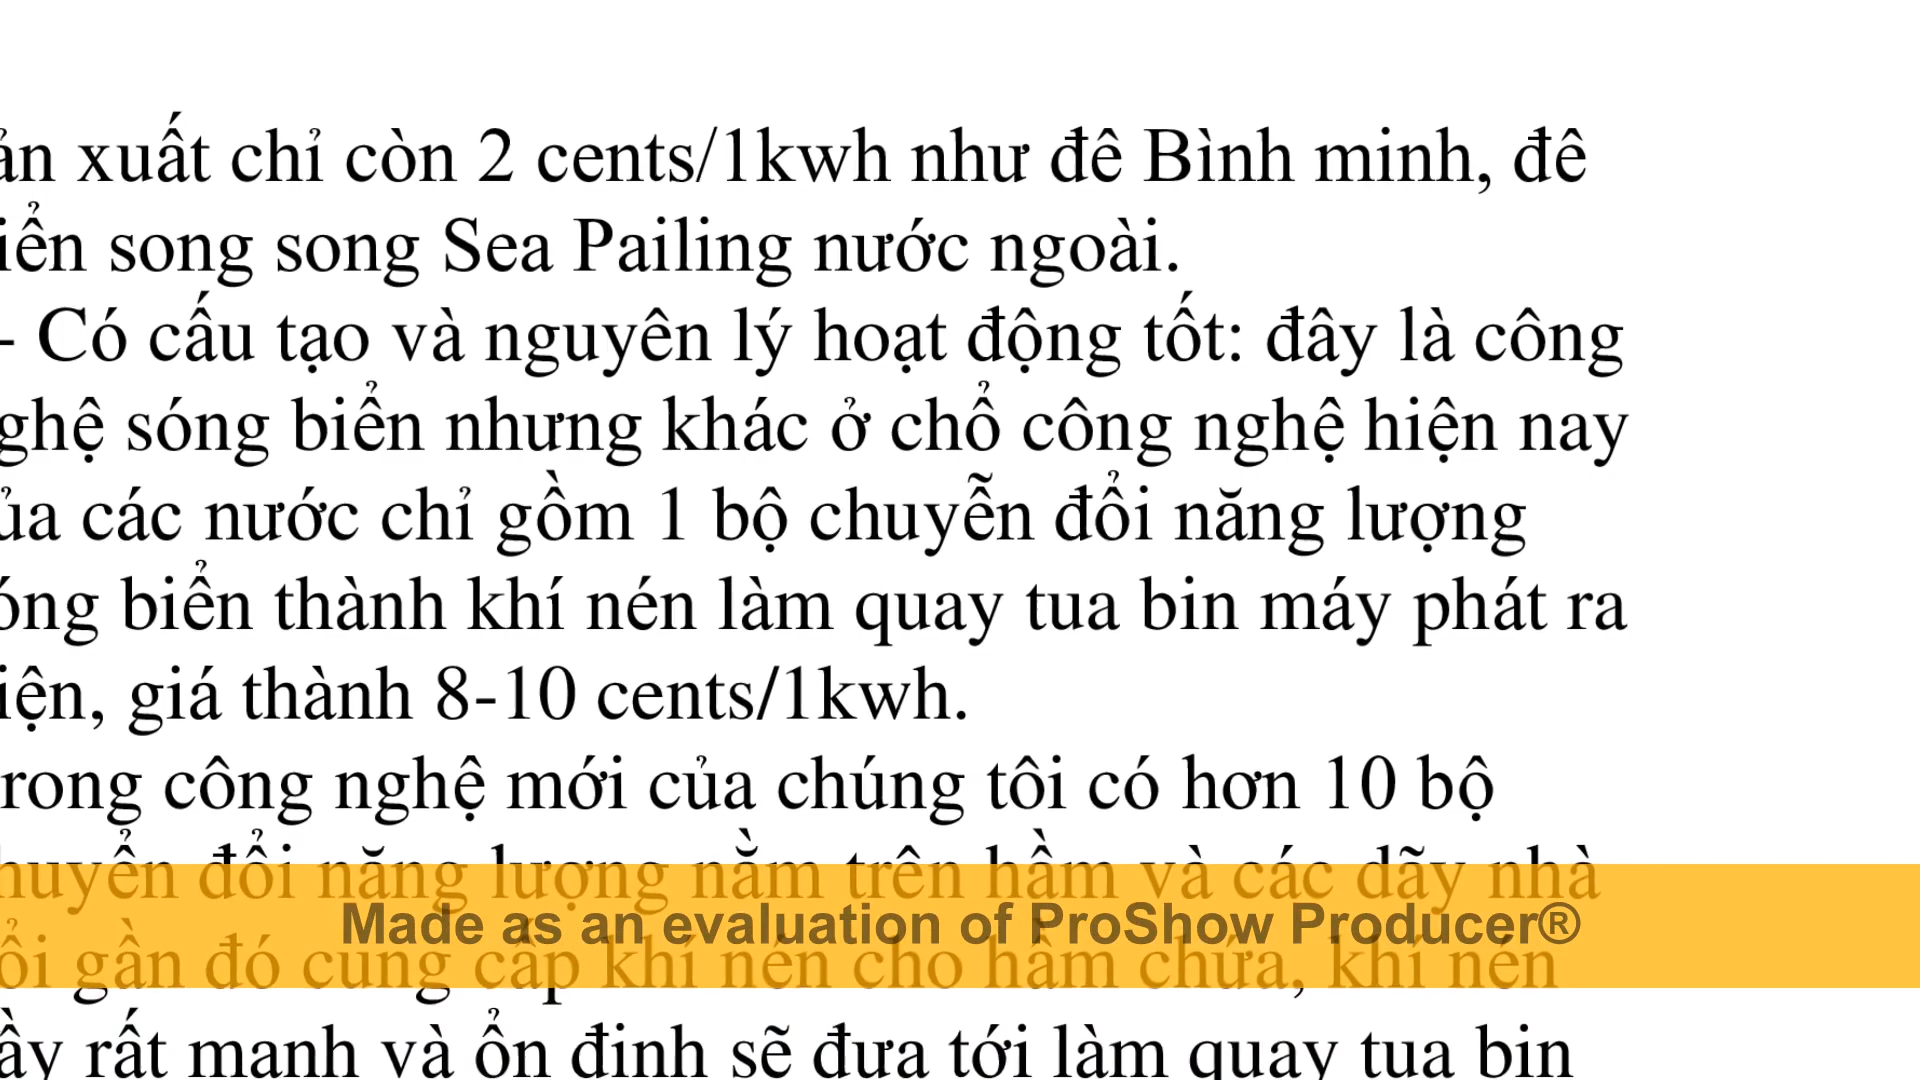 ản xuất chỉ còn 2 cents/1kwh như đê Bình minh, đê
iển song song Sea Pailing nước ngoài.
- Có cấu tạo và nguyên lý hoạt động tốt: đây là công
ghệ sóng biển nhưng khác ở chổ công nghệ hiện nay
ủa các nước chỉ gồm 1 bộ chuyễn đổi năng lượng
óng biển thành khí nén làm quay tua bin máy phát ra
iện, giá thành 8-10 cents/1kwh.
rong công nghệ mới của chúng tôi có hơn 10 bộ
huyển đổi năng lượng nằm trên hầm và các dãy nhà
Made as an evaluation of ProShow Producer®
ổi gần đó cung cấp khí nén cho hầm chứa, khí nén
ầy rất mạnh và ổn định sẽ đưa tới làm quay tua bin